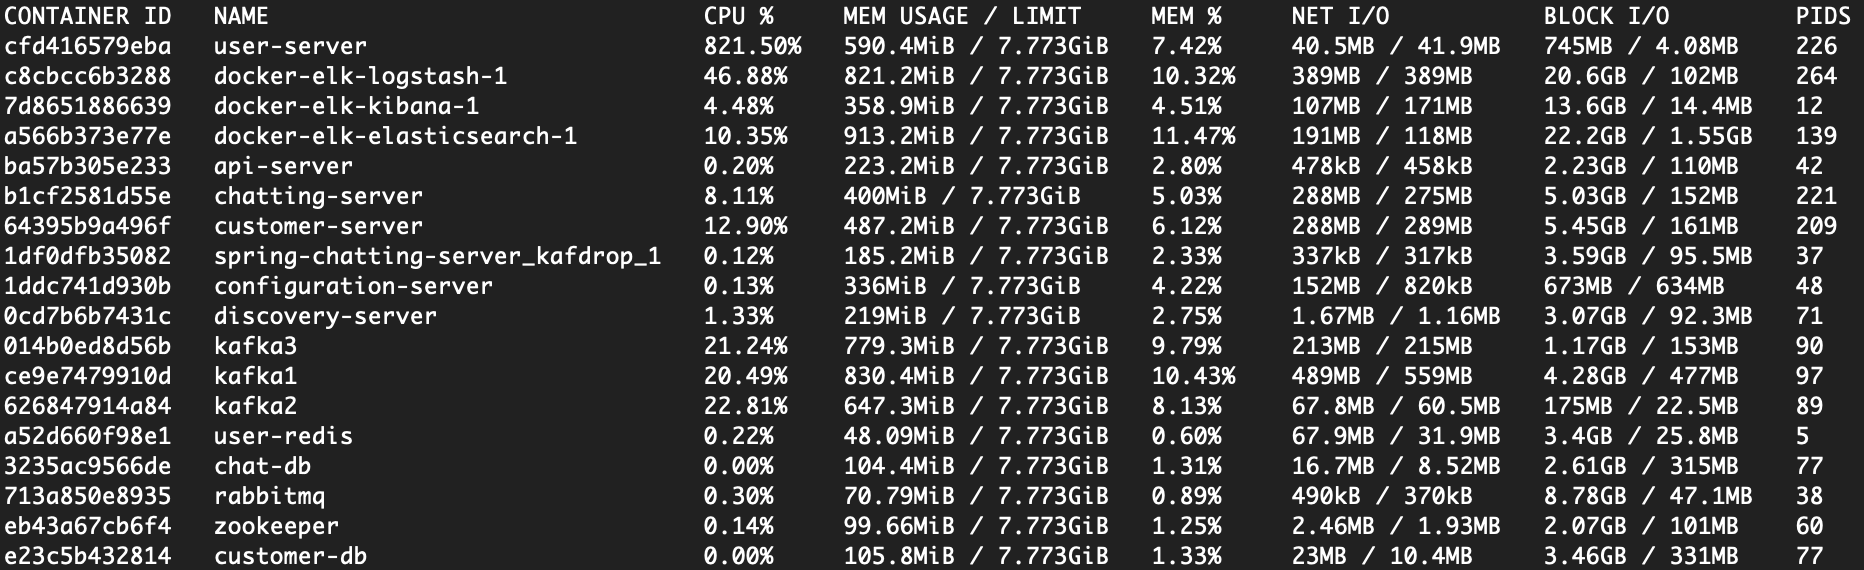 CONTAINER ID   NAME                             CPU %     MEM USAGE / LIMIT     MEM %     NET I/O           BLOCK I/O         PIDS
cfd416579eba   user-server                      821.50%   590.4MiB / 7.773GiB   7.42%     40.5MB / 41.9MB   745MB / 4.08MB    226
c8cbcc6b3288   docker-elk-logstash-1            46.88%    821.2MiB / 7.773GiB   10.32%    389MB / 389MB     20.6GB / 102MB    264
7d8651886639   docker-elk-kibana-1              4.48%     358.9MiB / 7.773GiB   4.51%     107MB / 171MB     13.6GB / 14.4MB   12
a566b373e77e   docker-elk-elasticsearch-1       10.35%    913.2MiB / 7.773GiB   11.47%    191MB / 118MB     22.2GB / 1.55GB   139
ba57b305e233   api-server                       0.20%     223.2MiB / 7.773GiB   2.80%     478kB / 458kB     2.23GB / 110MB    42
b1cf2581d55e   chatting-server                  8.11%     400MiB / 7.773GiB     5.03%     288MB / 275MB     5.03GB / 152MB    221
64395b9a496f   customer-server                  12.90%    487.2MiB / 7.773GiB   6.12%     288MB / 289MB     5.45GB / 161MB    209
1df0dfb35082   spring-chatting-server_kafdrop_1   0.12%     185.2MiB / 7.773GiB   2.33%     337kB / 317kB     3.59GB / 95.5MB   37
1ddc741d930b   configuration-server             0.13%     336MiB / 7.773GiB     4.22%     152MB / 820kB     673MB / 634MB     48
0cd7b6b7431c   discovery-server                 1.33%     219MiB / 7.773GiB     2.75%     1.67MB / 1.16MB   3.07GB / 92.3MB   71
014b0ed8d56b   kafka3                           21.24%    779.3MiB / 7.773GiB   9.79%     213MB / 215MB     1.17GB / 153MB    90
ce9e7479910d   kafka1                           20.49%    830.4MiB / 7.773GiB   10.43%    489MB / 559MB     4.28GB / 477MB    97
626847914a84   kafka2                           22.81%    647.3MiB / 7.773GiB   8.13%     67.8MB / 60.5MB   175MB / 22.5MB    89
a52d660f98e1   user-redis                       0.22%     48.09MiB / 7.773GiB   0.60%     67.9MB / 31.9MB   3.4GB / 25.8MB    5
3235ac9566de   chat-db                          0.00%     104.4MiB / 7.773GiB   1.31%     16.7MB / 8.52MB   2.61GB / 315MB    77
713a850e8935   rabbitmq                         0.30%     70.79MiB / 7.773GiB   0.89%     490kB / 370kB     8.78GB / 47.1MB   38
eb43a67cb6f4   zookeeper                        0.14%     99.66MiB / 7.773GiB   1.25%     2.46MB / 1.93MB   2.07GB / 101MB    60
e23c5b432814   customer-db                      0.00%     105.8MiB / 7.773GiB   1.33%     23MB / 10.4MB     3.46GB / 331MB    77